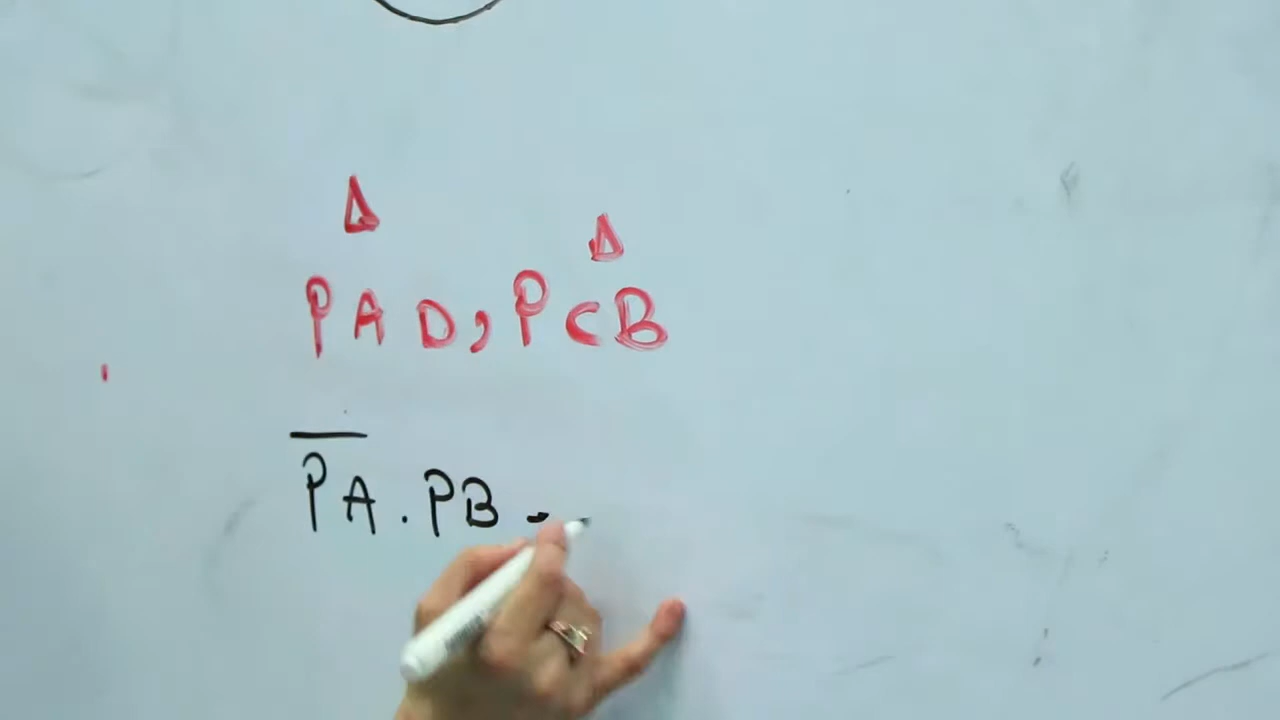 Δ Δ
PAD, PCB
PA . PB =